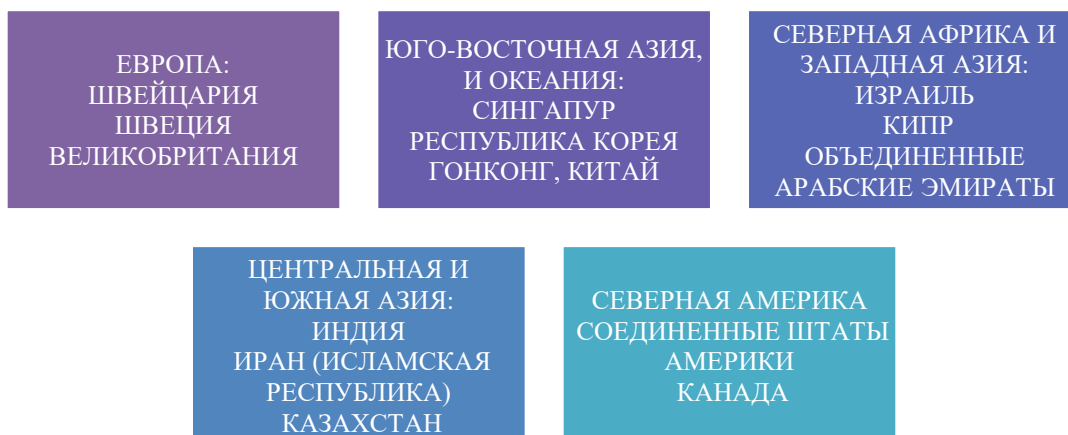 ЕВРОПА:
ШВЕЙЦАРИЯ
ШВЕЦИЯ
ВЕЛИКОБРИТАНИЯ
ЮГО-ВОСТОЧНАЯ АЗИЯ,
И ОКЕАНИЯ:
СИНГАПУР
РЕСПУБЛИКА КОРЕЯ
ГОНКОНГ, КИТАЙ
СЕВЕРНАЯ АФРИКА И
ЗАПАДНАЯ АЗИЯ:
ИЗРАИЛЬ
КИПР
ОБЪЕДИНЕННЫЕ
АРАБСКИЕ ЭМИРАТЫ
ЦЕНТРАЛЬНАЯ И
ЮЖНАЯ АЗИЯ:
ИНДИЯ
ИРАН (ИСЛАМСКАЯ
РЕСПУБЛИКА)
КАЗАХСТАН
СЕВЕРНАЯ АМЕРИКА
СОЕДИНЕННЫЕ ШТАТЫ
АМЕРИКИ
КАНАДА